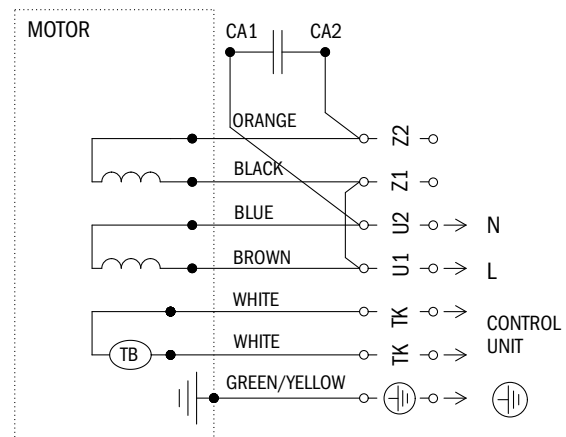 MOTOR
CA1
CA2
ORANGE
Z2
BLACK
Z1
BLUE
U2
N
BROWN
U1
L
WHITE
TK
CONTROL
UNIT
TB
WHITE
TK
GREEN/YELLOW